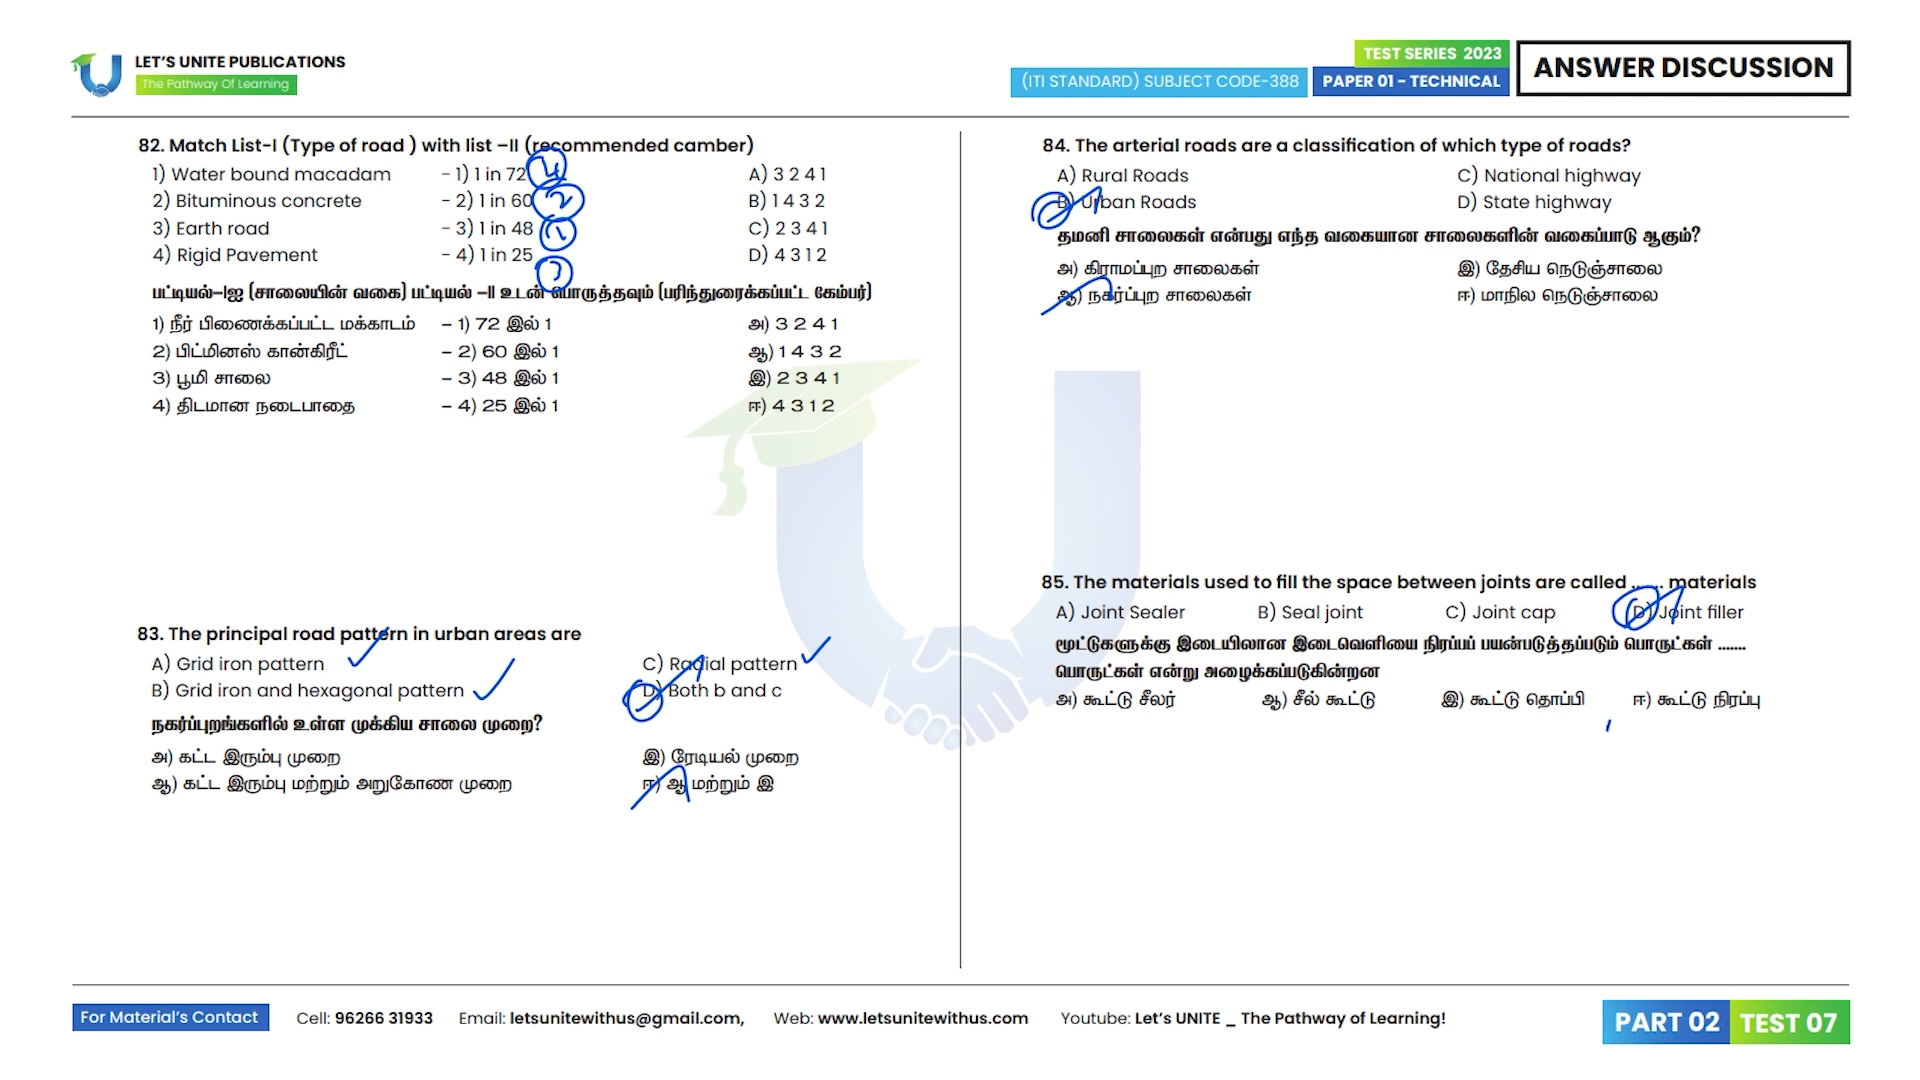 LET'S UNITE PUBLICATIONS
The Pathway Of Learning
TEST SERIES 2023
(ITI STANDARD) SUBJECT CODE-388
PAPER 01 - TECHNICAL
ANSWER DISCUSSION
82. Match List-I (Type of road ) with list –II (recommended camber)
1) Water bound macadam - 1) 1 in 72 4 A) 3 2 4 1
2) Bituminous concrete - 2) 1 in 60 2 B) 1 4 3 2
3) Earth road - 3) 1 in 48 1 C) 2 3 4 1
4) Rigid Pavement - 4) 1 in 25 3 D) 4 3 1 2
பட்டியல்–Iஐ (சாலையின் வகை) பட்டியல் –II உடன் பொருத்தவும் (பரிந்துரைக்கப்பட்ட கேம்பர்)
1) நீர் பிணைக்கப்பட்ட மக்காடம் – 1) 72 இல் 1 அ) 3 2 4 1
2) பிட்மினஸ் கான்கிரீட் – 2) 60 இல் 1 ஆ) 1 4 3 2
3) பூமி சாலை – 3) 48 இல் 1 இ) 2 3 4 1
4) திடமான நடைபாதை – 4) 25 இல் 1 ஈ) 4 3 1 2
83. The principal road pattern in urban areas are
A) Grid iron pattern C) Radial pattern
B) Grid iron and hexagonal pattern D) Both b and c
நகர்ப்புறங்களில் உள்ள முக்கிய சாலை முறை?
அ) கட்ட இரும்பு முறை இ) ரேடியல் முறை
ஆ) கட்ட இரும்பு மற்றும் அறுகோண முறை ஈ) ஆ மற்றும் இ
84. The arterial roads are a classification of which type of roads?
A) Rural Roads C) National highway
B) Urban Roads D) State highway
தமனி சாலைகள் என்பது எந்த வகையான சாலைகளின் வகைப்பாடு ஆகும்?
அ) கிராமப்புற சாலைகள் இ) தேசிய நெடுஞ்சாலை
ஆ) நகர்ப்புற சாலைகள் ஈ) மாநில நெடுஞ்சாலை
85. The materials used to fill the space between joints are called ....... materials
A) Joint Sealer B) Seal joint C) Joint cap D) Joint filler
மூட்டுகளுக்கு இடையிலான இடைவெளியை நிரப்பப் பயன்படுத்தப்படும் பொருட்கள் .......
பொருட்கள் என்று அழைக்கப்படுகின்றன
அ) கூட்டு சீலர் ஆ) சீல் கூட்டு இ) கூட்டு தொப்பி ஈ) கூட்டு நிரப்பு
For Material's Contact Cell: 96266 31933 Email: letsunitewithus@gmail.com, Web: www.letsunitewithus.com Youtube: Let's UNITE _ The Pathway of Learning!
PART 02 TEST 07